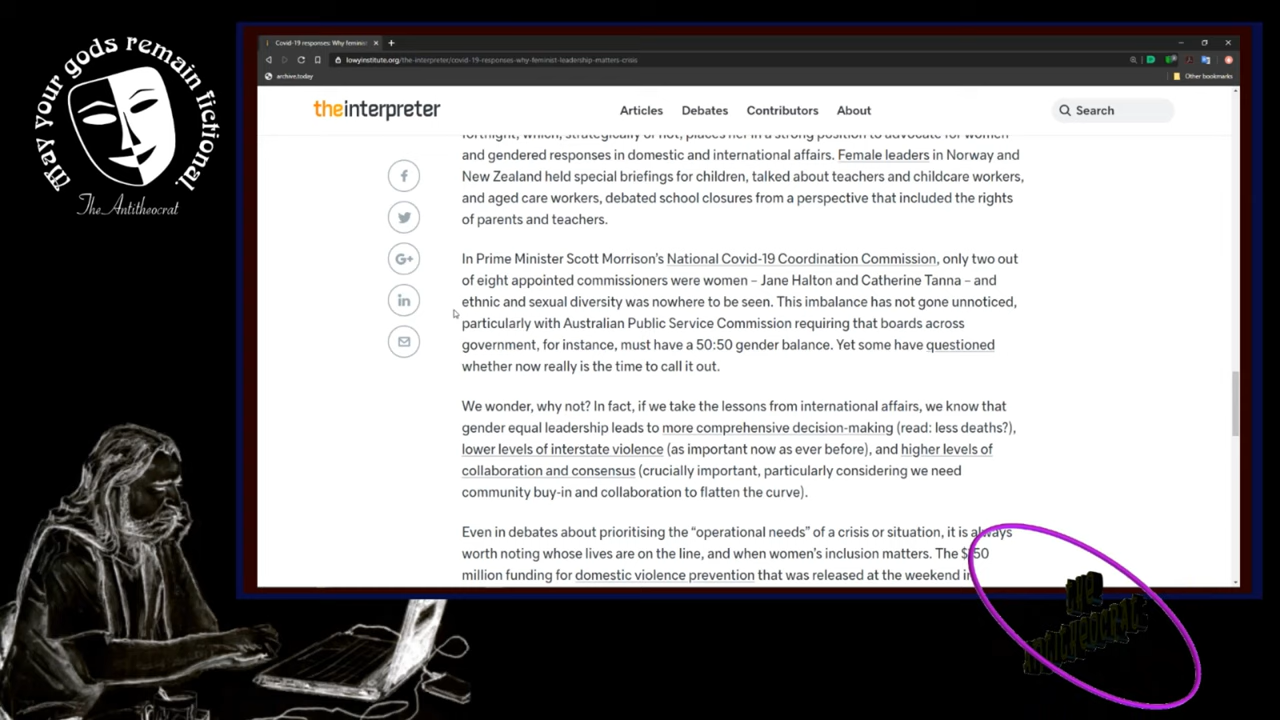 May your gods remain fictional.
The Antitheocrat
Covid-19 responses: Why feminis
lowyinstitute.org/the-interpreter/covid-19-responses-why-feminist-leadership-matters-crisis
archive.today
Other bookmarks
theinterpreter
Articles
Debates
Contributors
About
Search
fortnight, which, strategically or not, places her in a strong position to advocate for women
and gendered responses in domestic and international affairs. Female leaders in Norway and
New Zealand held special briefings for children, talked about teachers and childcare workers,
and aged care workers, debated school closures from a perspective that included the rights
of parents and teachers.
In Prime Minister Scott Morrison's National Covid-19 Coordination Commission, only two out
of eight appointed commissioners were women – Jane Halton and Catherine Tanna – and
ethnic and sexual diversity was nowhere to be seen. This imbalance has not gone unnoticed,
particularly with Australian Public Service Commission requiring that boards across
government, for instance, must have a 50:50 gender balance. Yet some have questioned
whether now really is the time to call it out.
We wonder, why not? In fact, if we take the lessons from international affairs, we know that
gender equal leadership leads to more comprehensive decision-making (read: less deaths?),
lower levels of interstate violence (as important now as ever before), and higher levels of
collaboration and consensus (crucially important, particularly considering we need
community buy-in and collaboration to flatten the curve).
Even in debates about prioritising the "operational needs" of a crisis or situation, it is always
worth noting whose lives are on the line, and when women's inclusion matters. The $150
million funding for domestic violence prevention that was released at the weekend in
THE
ANTITHEOCRAT